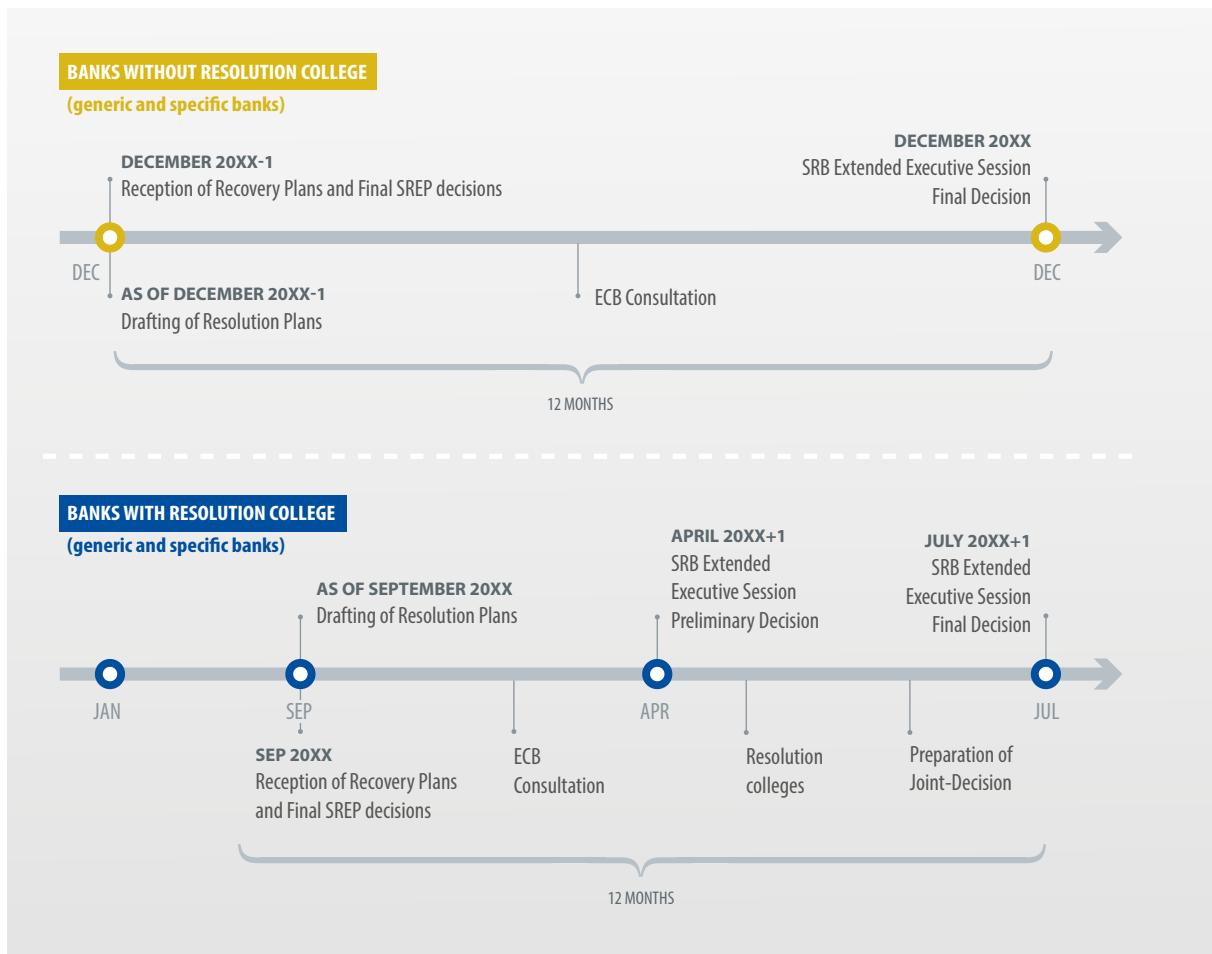 BANKS WITHOUT RESOLUTION COLLEGE
(generic and specific banks)
DECEMBER 20XX-1
Reception of Recovery Plans and Final SREP decisions
DECEMBER 20XX
SRB Extended Executive Session
Final Decision
DEC
DEC
AS OF DECEMBER 20XX-1
Drafting of Resolution Plans
ECB Consultation
12 MONTHS
BANKS WITH RESOLUTION COLLEGE
(generic and specific banks)
AS OF SEPTEMBER 20XX
Drafting of Resolution Plans
APRIL 20XX+1
SRB Extended
Executive Session
Preliminary Decision
JULY 20XX+1
SRB Extended
Executive Session
Final Decision
JAN
SEP
APR
JUL
SEP 20XX
Reception of Recovery Plans
and Final SREP decisions
ECB
Consultation
Resolution
colleges
Preparation of
Joint-Decision
12 MONTHS